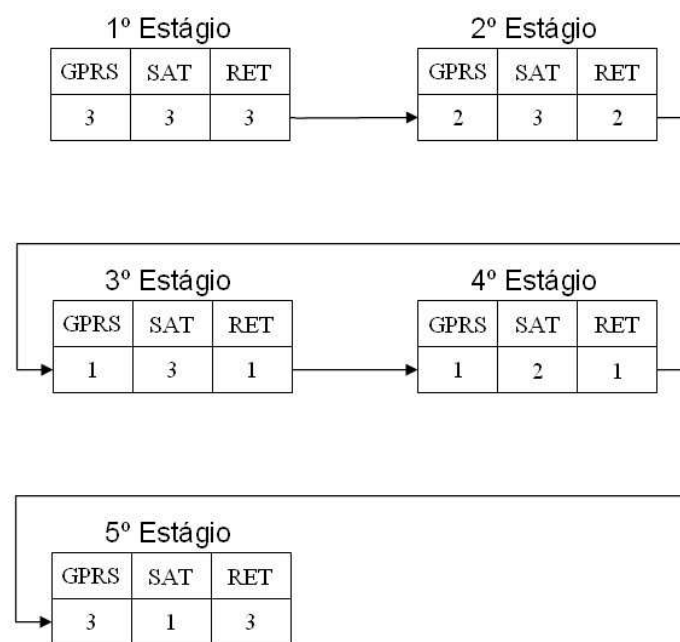 1º Estágio
2º Estágio
GPRS SAT RET
GPRS SAT RET
3 3 3
2 3 2
3º Estágio
4º Estágio
GPRS SAT RET
GPRS SAT RET
1 3 1
1 2 1
5º Estágio
GPRS SAT RET
3 1 3